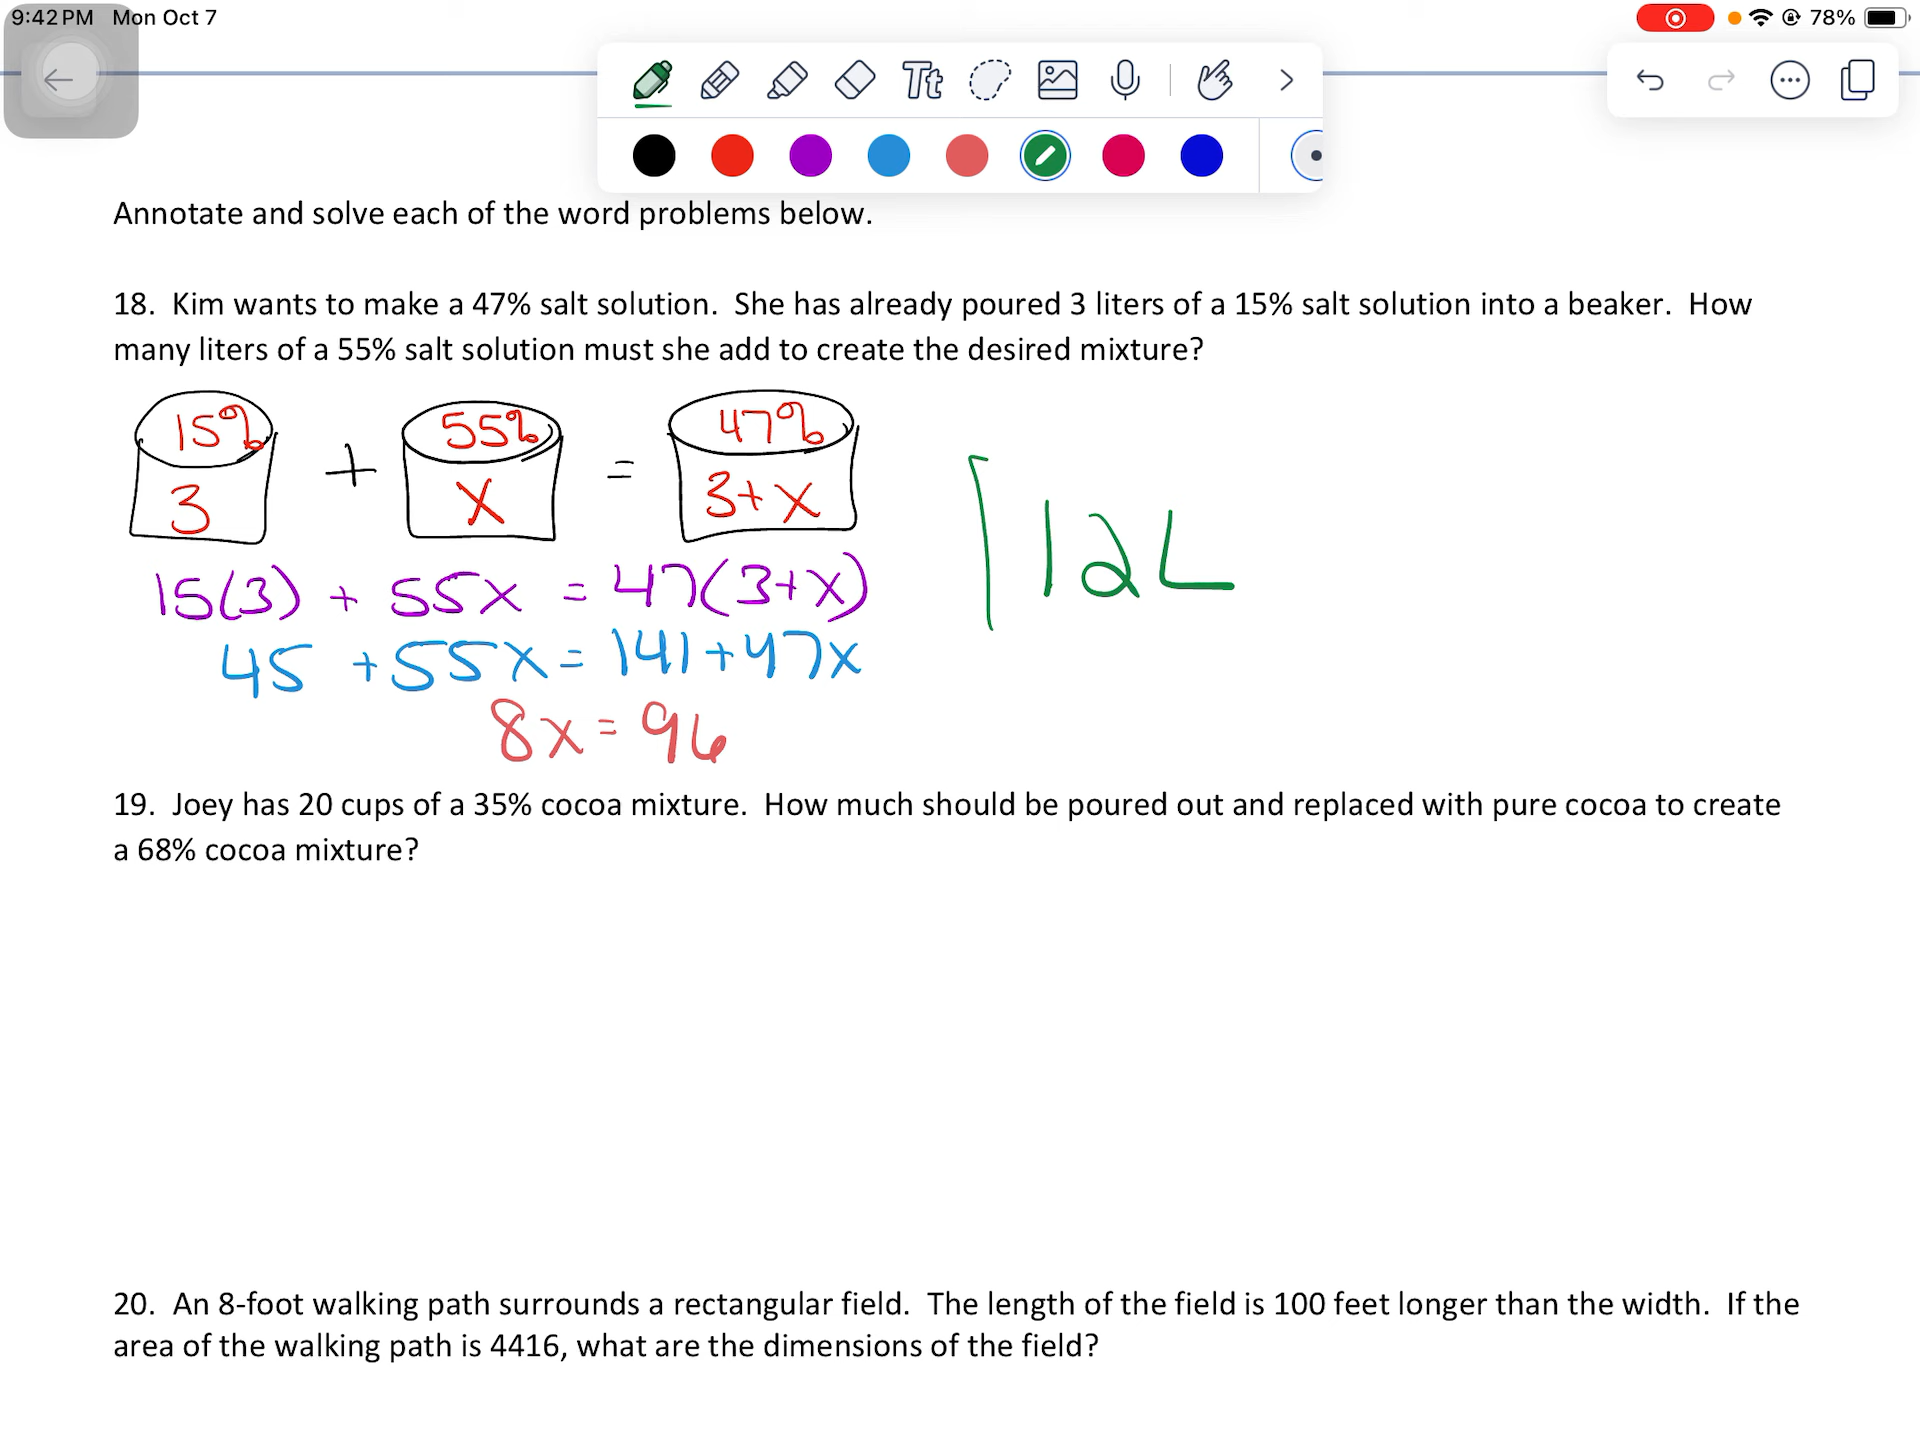 9:42 PM Mon Oct 7 78%
Tt
Annotate and solve each of the word problems below.
18. Kim wants to make a 47% salt solution. She has already poured 3 liters of a 15% salt solution into a beaker. How
many liters of a 55% salt solution must she add to create the desired mixture?
15% 55% 47%
+ =
3 x 3+x
12L
15(3) + 55x = 47(3+x)
45 +55x = 141+47x
8x = 96
19. Joey has 20 cups of a 35% cocoa mixture. How much should be poured out and replaced with pure cocoa to create
a 68% cocoa mixture?
20. An 8-foot walking path surrounds a rectangular field. The length of the field is 100 feet longer than the width. If the
area of the walking path is 4416, what are the dimensions of the field?